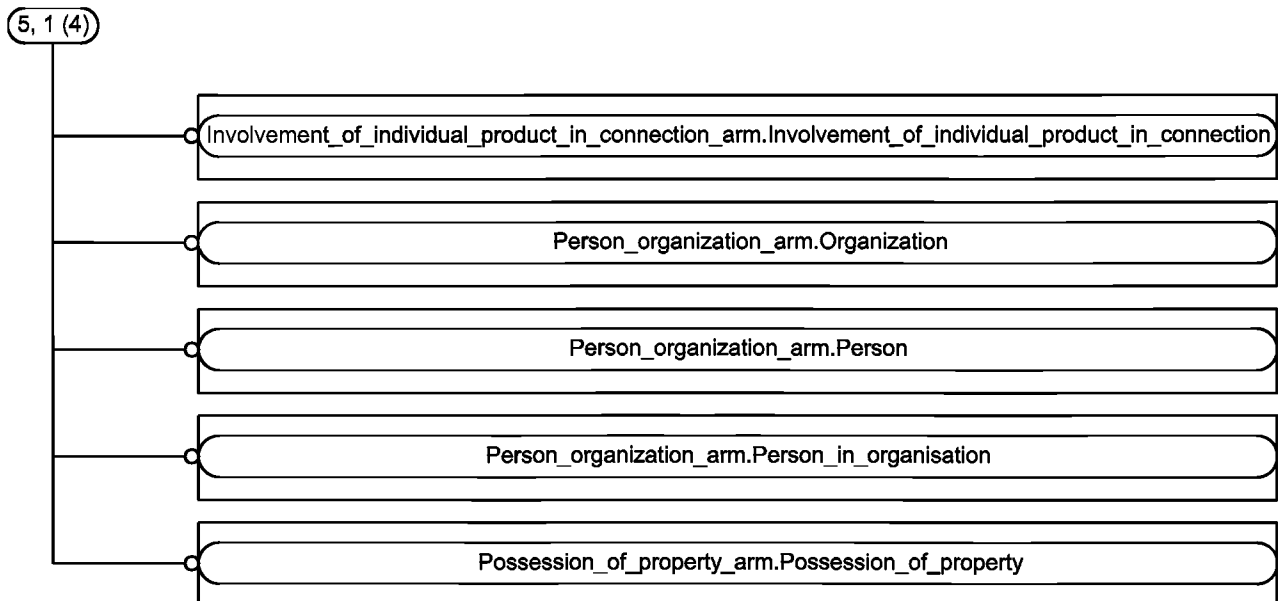 5, 1 (4)
Involvement_of_individual_product_in_connection_arm.Involvement_of_individual_product_in_connection
Person_organization_arm.Organization
Person_organization_arm.Person
Person_organization_arm.Person_in_organisation
Possession_of_property_arm.Possession_of_property